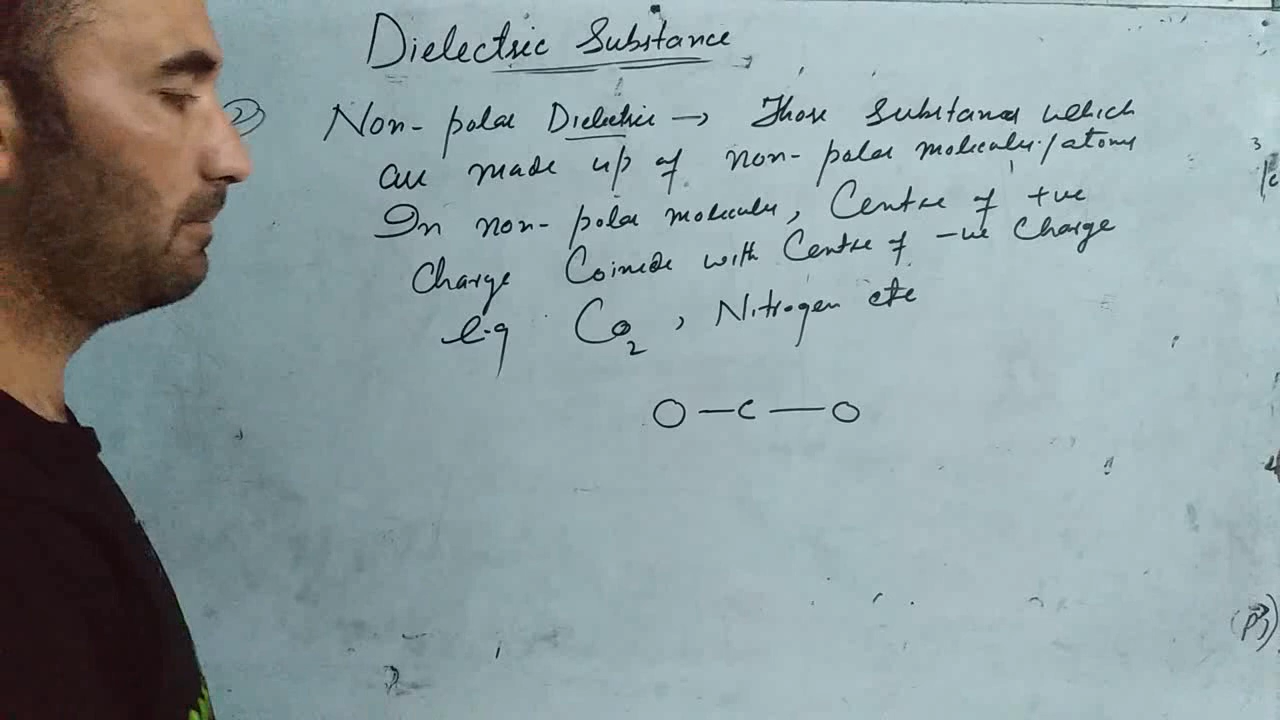 Dielectric Substance
2) Non-polar Dielectric → Those substances which
are made up of non-polar molecules/atoms
In non-polar molecules, Centre of +ve
Charge Coincide with Centre of -ve Charge
e.g Co2, Nitrogen etc
O — C — O
(P)